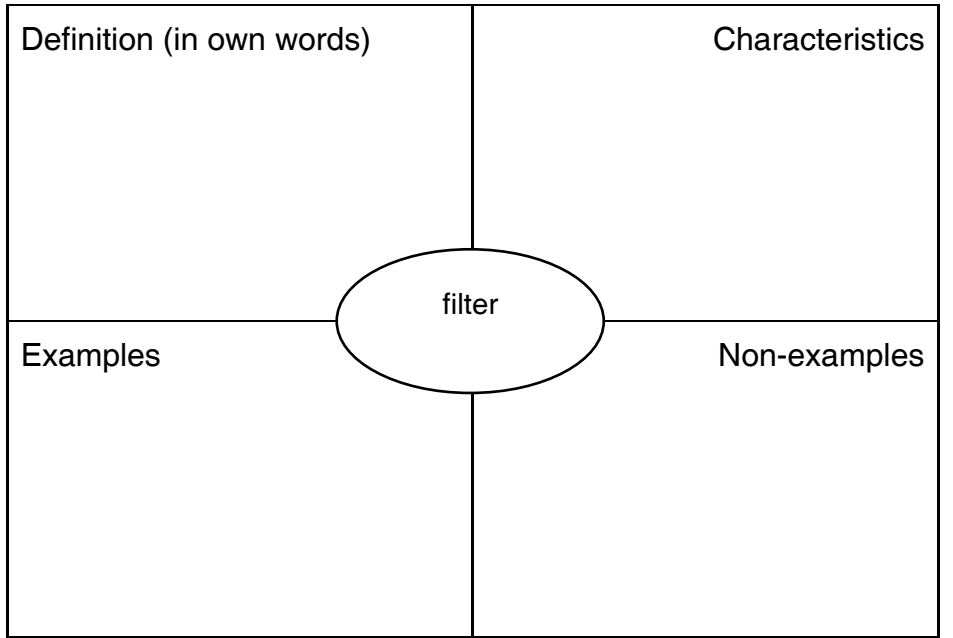 Definition (in own words)
Characteristics
filter
Examples
Non-examples